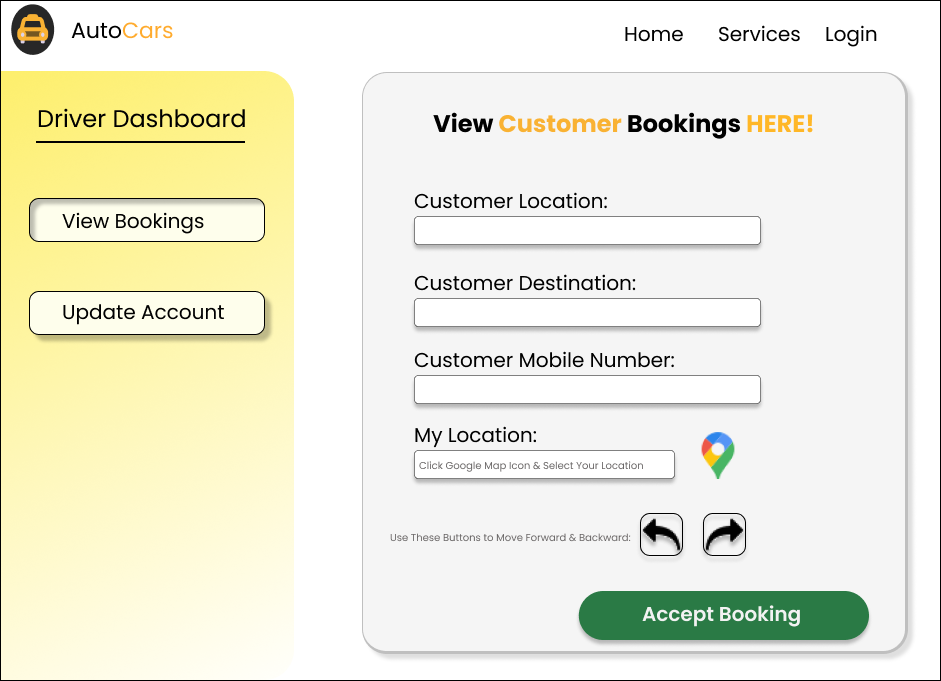 AutoCars
Home Services Login
Driver Dashboard
View Bookings
Update Account
View Customer Bookings HERE!
Customer Location:
Customer Destination:
Customer Mobile Number:
My Location:
Click Google Map Icon & Select Your Location
Use These Buttons to Move Forward & Backward:
Accept Booking